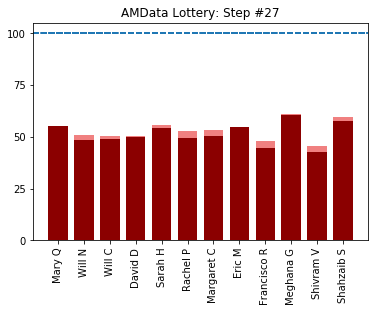 AMData Lottery: Step #27
100
75
50
25
0
Mary Q
Will N
Will C
David D
Sarah H
Rachel P
Margaret C
Eric M
Francisco R
Meghana G
Shivram V
Shahzaib S